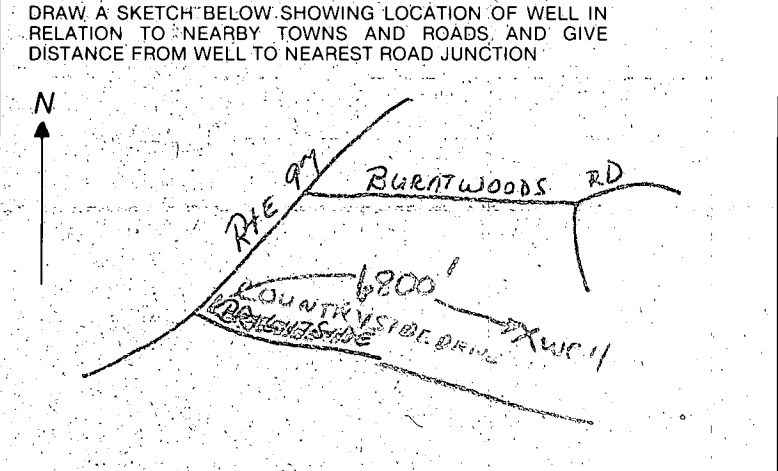 DRAW A SKETCH BELOW SHOWING LOCATION OF WELL IN
RELATION TO NEARBY TOWNS AND ROADS AND GIVE
DISTANCE FROM WELL TO NEAREST ROAD JUNCTION
N
RtE 97
BURNTWOODS RD
6800'
COUNTRYSIDE DRIVE
X WEll